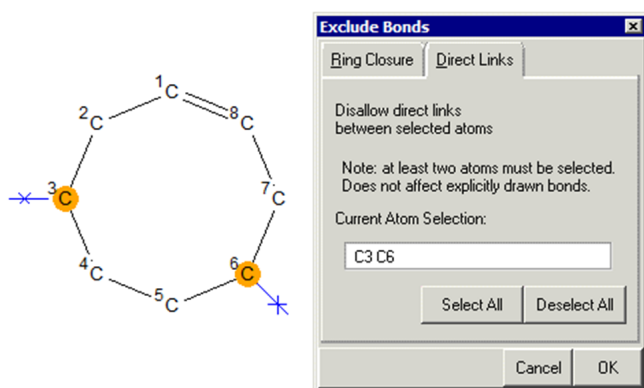 1
C
2
C
8
C
3
C
7
C
4
C
6
C
5
C
Exclude Bonds
Ring Closure
Direct Links
Disallow direct links
between selected atoms
Note: at least two atoms must be selected.
Does not affect explicitly drawn bonds.
Current Atom Selection:
C3 C6
Select All
Deselect All
Cancel
OK